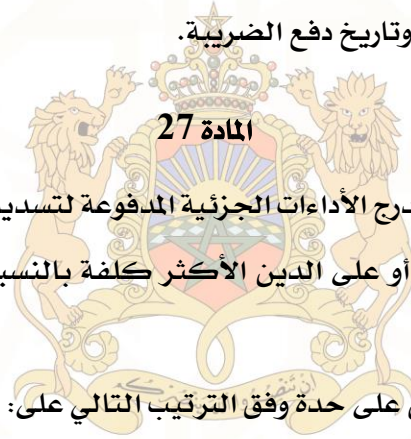 وتاريخ دفع الضريبة.
المادة 27
درج الأداءات الجزئية المدفوعة لتسديد
أو على الدين الأكثر كلفة بالنسب
على حدة وفق الترتيب التالي على: